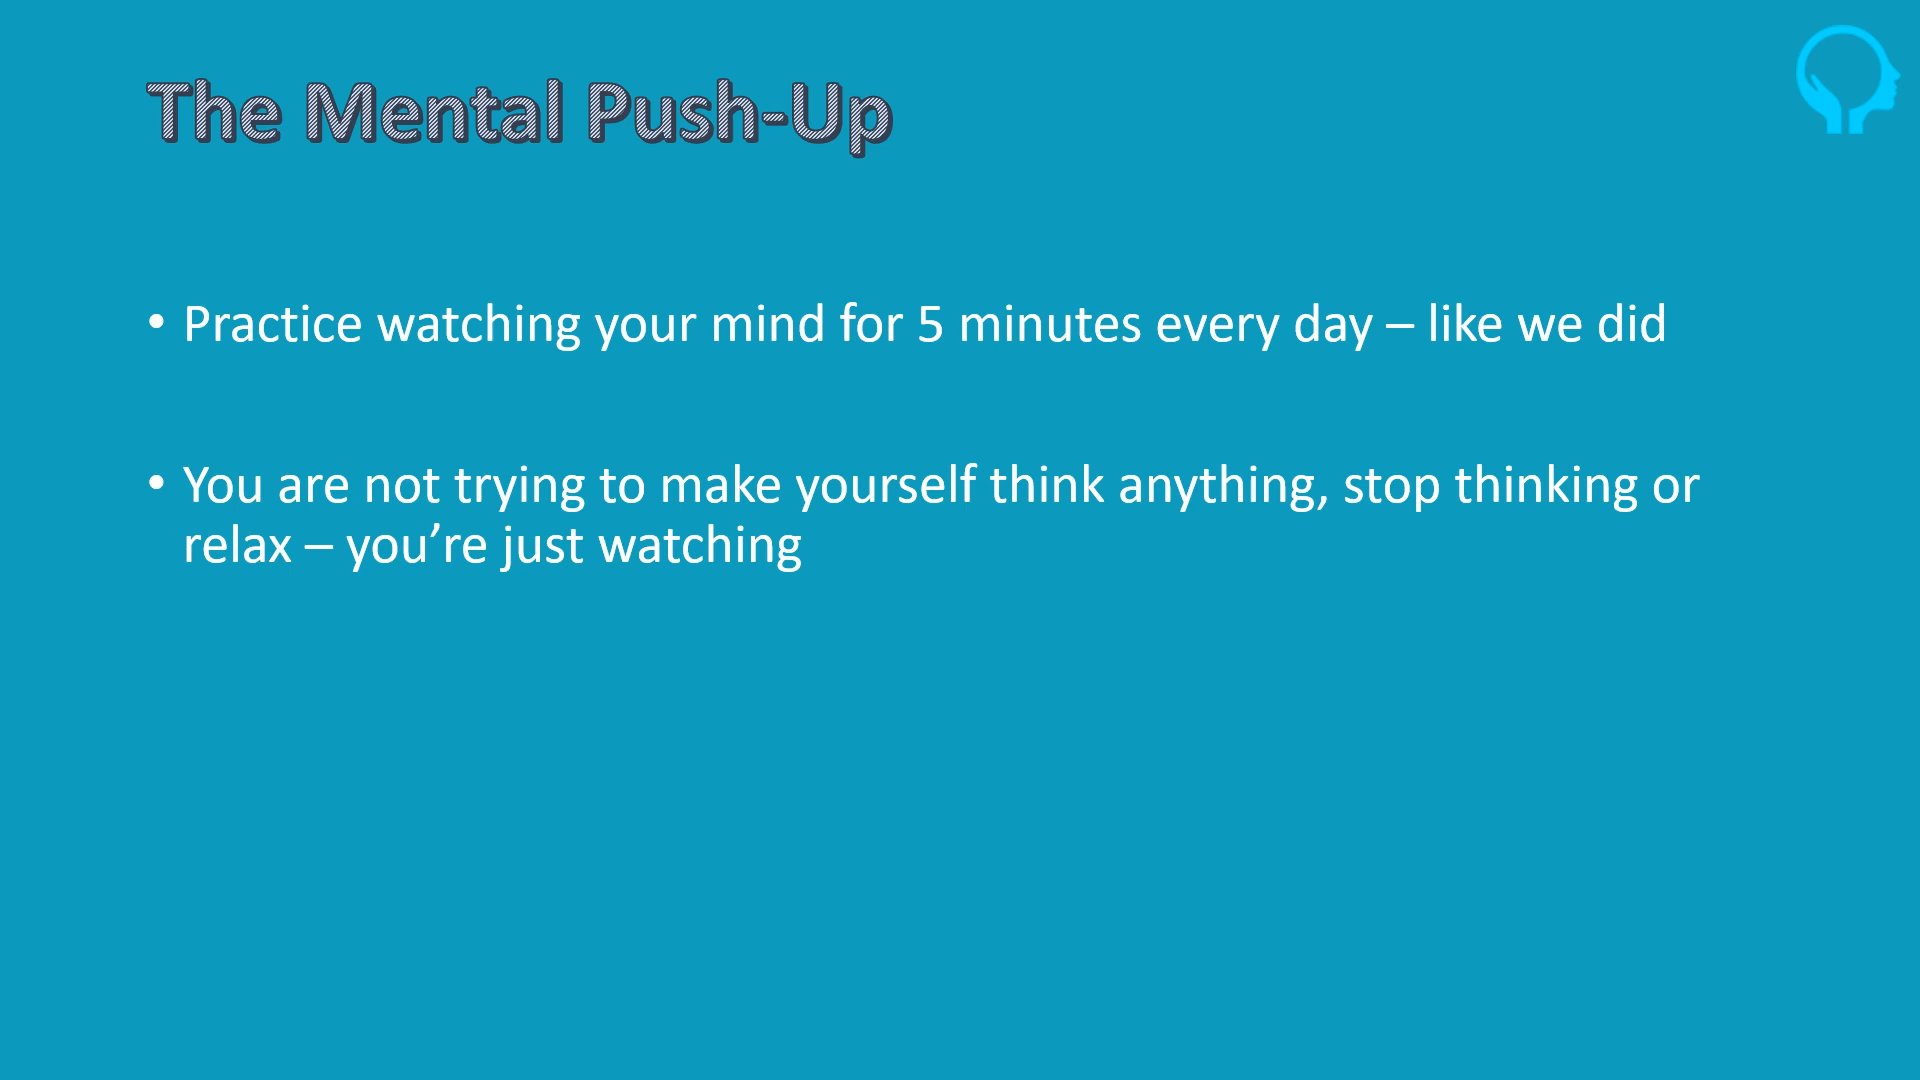 The Mental Push-Up
• Practice watching your mind for 5 minutes every day – like we did
• You are not trying to make yourself think anything, stop thinking or
relax – you’re just watching